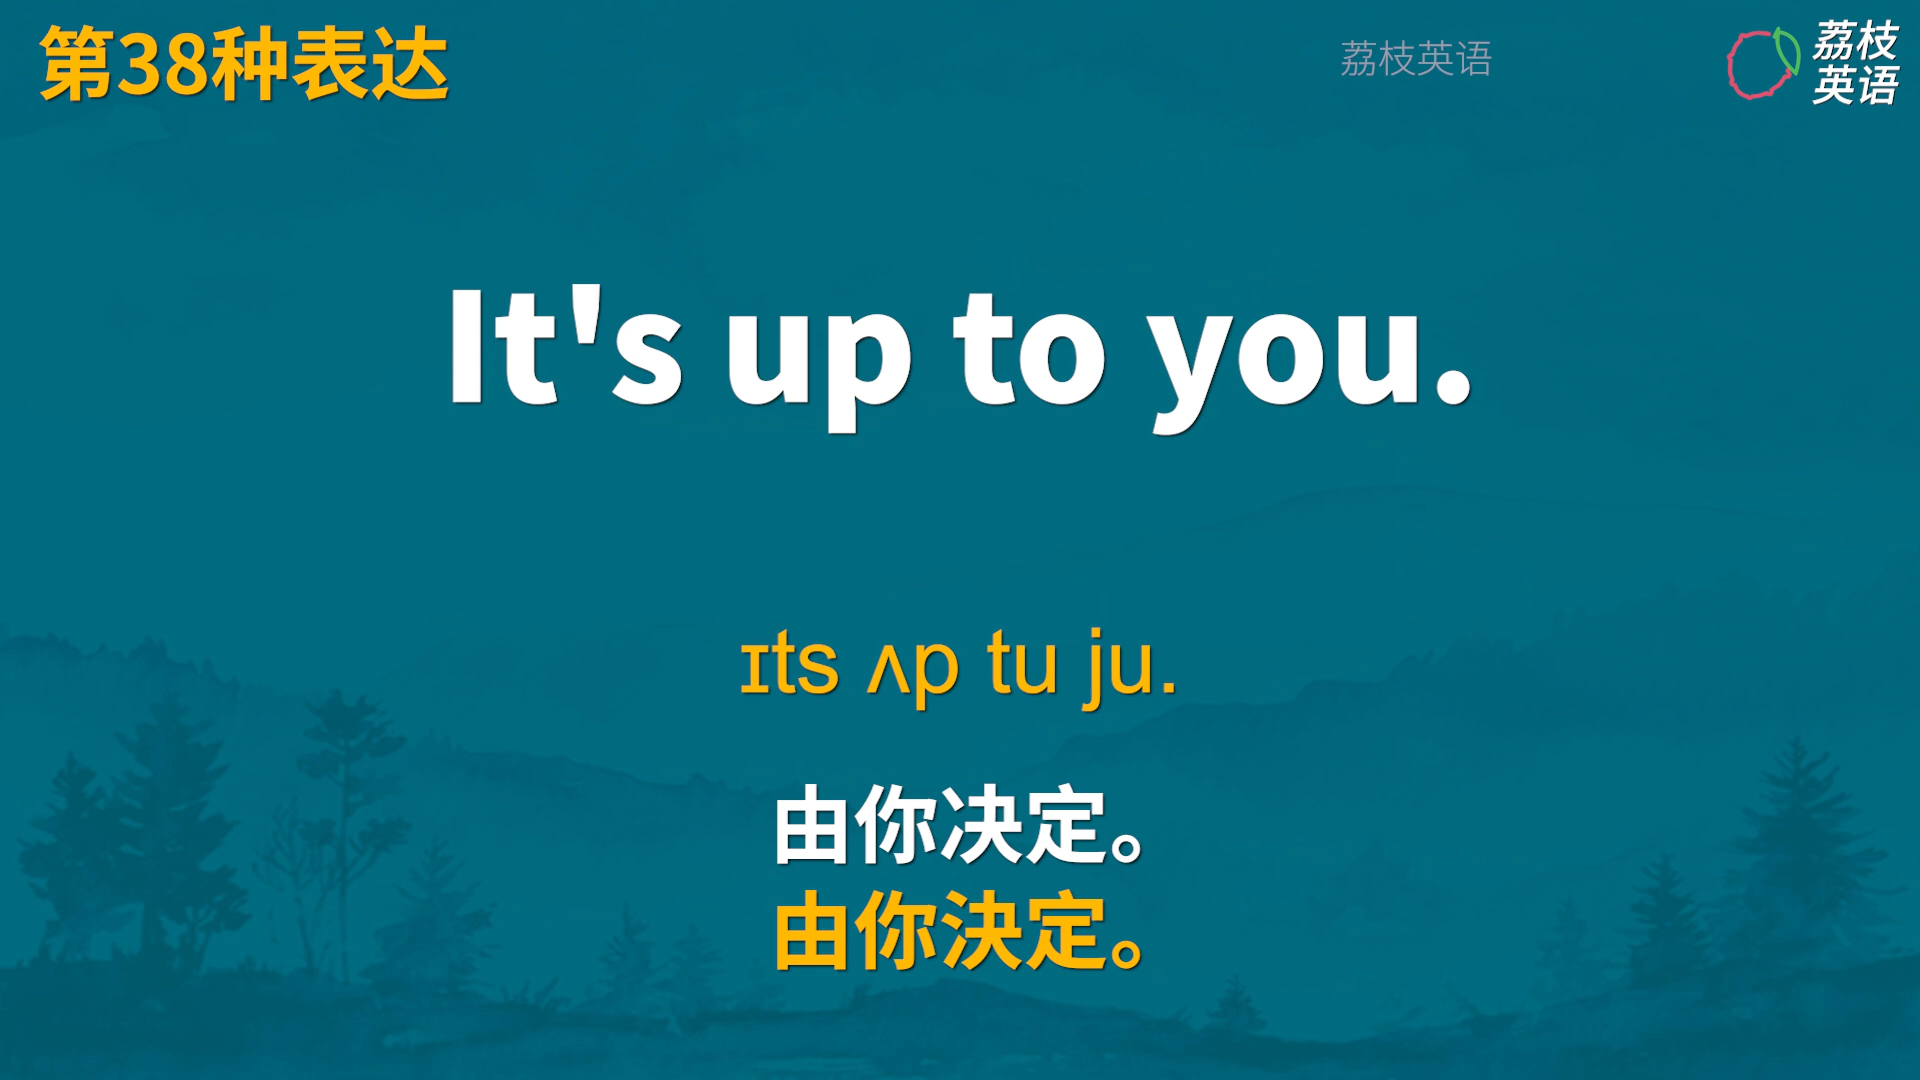 第38种表达
荔枝英语
荔枝
英语
It's up to you.
ɪts ʌp tu ju.
由你决定。
由你決定。